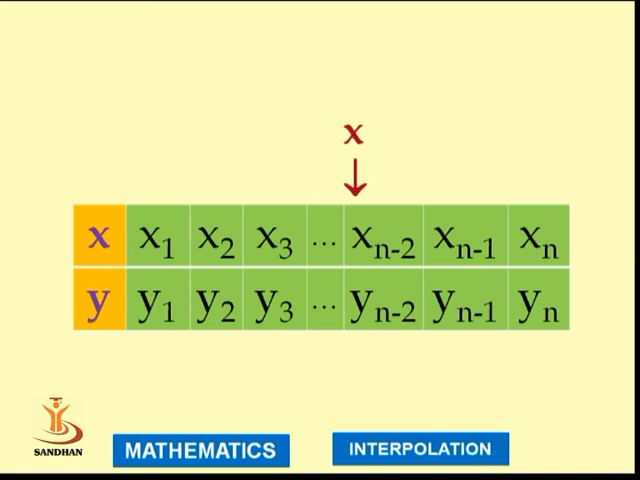 x
↓
x x₁ x₂ x₃ ... xₙ₋₂ xₙ₋₁ xₙ
y y₁ y₂ y₃ ... yₙ₋₂ yₙ₋₁ yₙ
SANDHAN
MATHEMATICS
INTERPOLATION